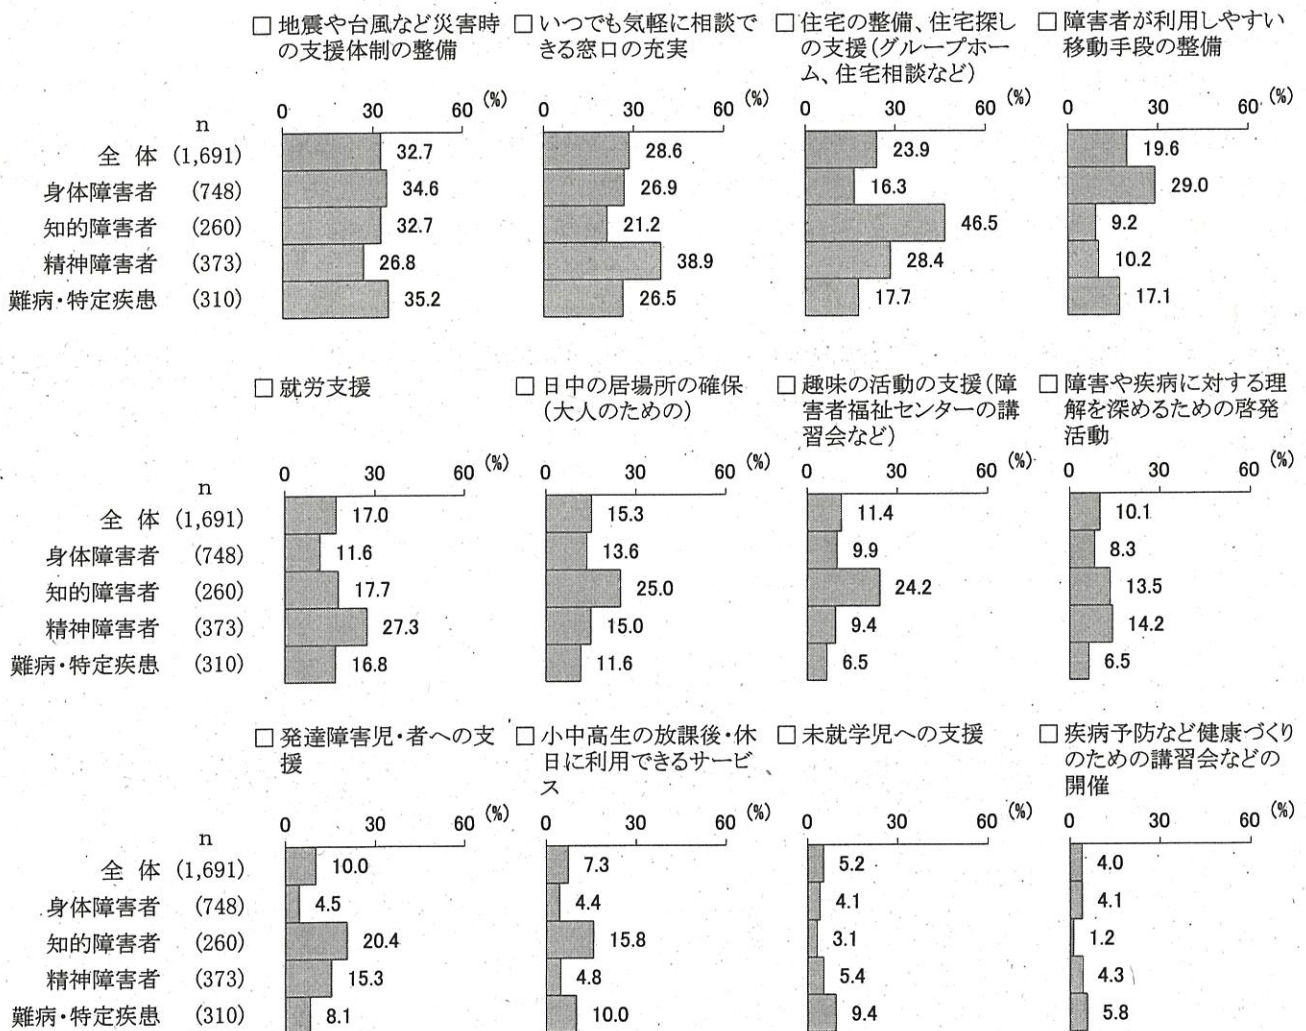 □ 地震や台風など災害時の支援体制の整備
□ いつでも気軽に相談できる窓口の充実
□ 住宅の整備、住宅探しの支援(グループホーム、住宅相談など)
□ 障害者が利用しやすい移動手段の整備
0 30 60 (%) 0 30 60 (%) 0 30 60 (%) 0 30 60 (%)
n
全 体 (1,691) 32.7 28.6 23.9 19.6
身体障害者 (748) 34.6 26.9 16.3 29.0
知的障害者 (260) 32.7 21.2 46.5 9.2
精神障害者 (373) 26.8 38.9 28.4 10.2
難病・特定疾患 (310) 35.2 26.5 17.7 17.1
□ 就労支援
□ 日中の居場所の確保(大人のための)
□ 趣味の活動の支援(障害者福祉センターの講習会など)
□ 障害や疾病に対する理解を深めるための啓発活動
0 30 60 (%) 0 30 60 (%) 0 30 60 (%) 0 30 60 (%)
n
全 体 (1,691) 17.0 15.3 11.4 10.1
身体障害者 (748) 11.6 13.6 9.9 8.3
知的障害者 (260) 17.7 25.0 24.2 13.5
精神障害者 (373) 27.3 15.0 9.4 14.2
難病・特定疾患 (310) 16.8 11.6 6.5 6.5
□ 発達障害児・者への支援
□ 小中高生の放課後・休日に利用できるサービス
□ 未就学児への支援
□ 疾病予防など健康づくりのための講習会などの開催
0 30 60 (%) 0 30 60 (%) 0 30 60 (%) 0 30 60 (%)
n
全 体 (1,691) 10.0 7.3 5.2 4.0
身体障害者 (748) 4.5 4.4 4.1 4.1
知的障害者 (260) 20.4 15.8 3.1 1.2
精神障害者 (373) 15.3 4.8 5.4 4.3
難病・特定疾患 (310) 8.1 10.0 9.4 5.8